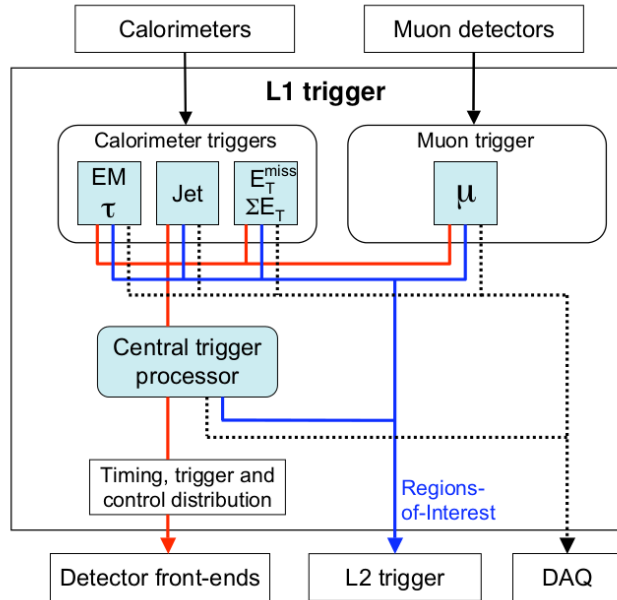 Calorimeters
Muon detectors
L1 trigger
Calorimeter triggers
Muon trigger
EM
τ
Jet
E_T^miss
ΣE_T
μ
Central trigger
processor
Timing, trigger and
control distribution
Regions-
of-Interest
Detector front-ends
L2 trigger
DAQ